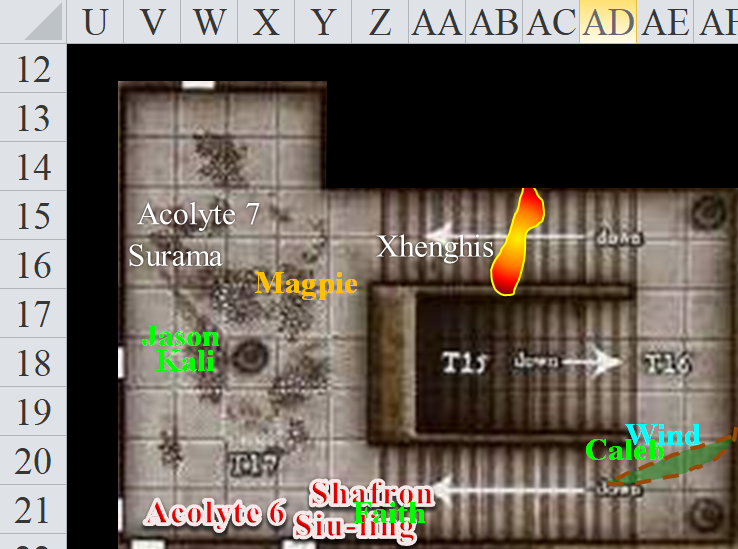 U V W X Y Z AA AB AC AD AE AF
12
13
14
15
Acolyte 7
down
16
Surama
Xhenghis
Magpie
17
Jason
18
Kali
T15 down T16
19
Wind
20
Caleb
T17
Shafron
down
21
Acolyte 6
Faith
Siu-ling